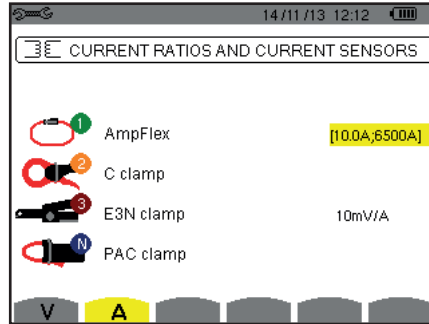 14/11/13 12:12
CURRENT RATIOS AND CURRENT SENSORS
1 AmpFlex [10.0A;6500A]
2 C clamp
3 E3N clamp 10mV/A
N PAC clamp
V A